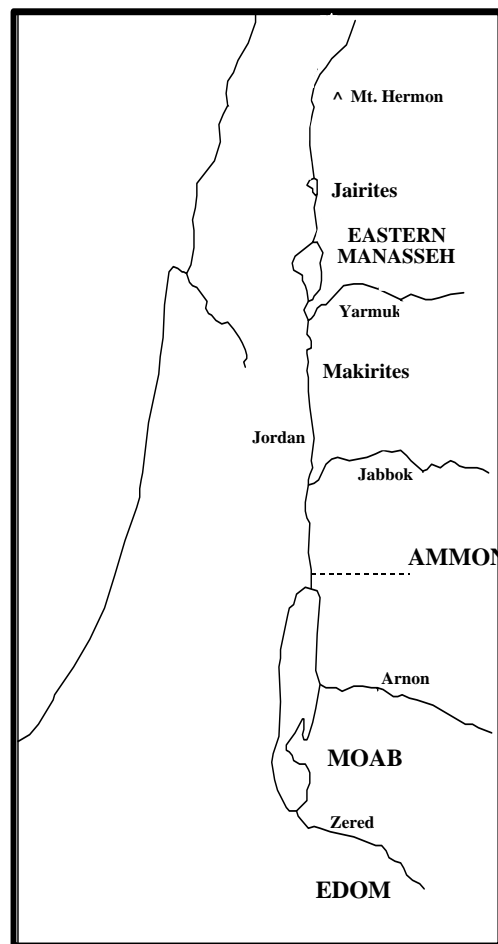 ^ Mt. Hermon
Jairites
EASTERN
MANASSEH
Yarmuk
Makirites
Jordan
Jabbok
AMMON
Arnon
MOAB
Zered
EDOM